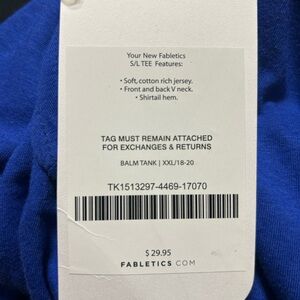 Your New Fabletics
S/L TEE Features:
• Soft, cotton rich jersey.
• Front and back V neck.
• Shirtail hem.
TAG MUST REMAIN ATTACHED
FOR EXCHANGES & RETURNS
BALM TANK | XXL/18-20
TK1513297-4469-17070
$29.95
FABLETICS.COM